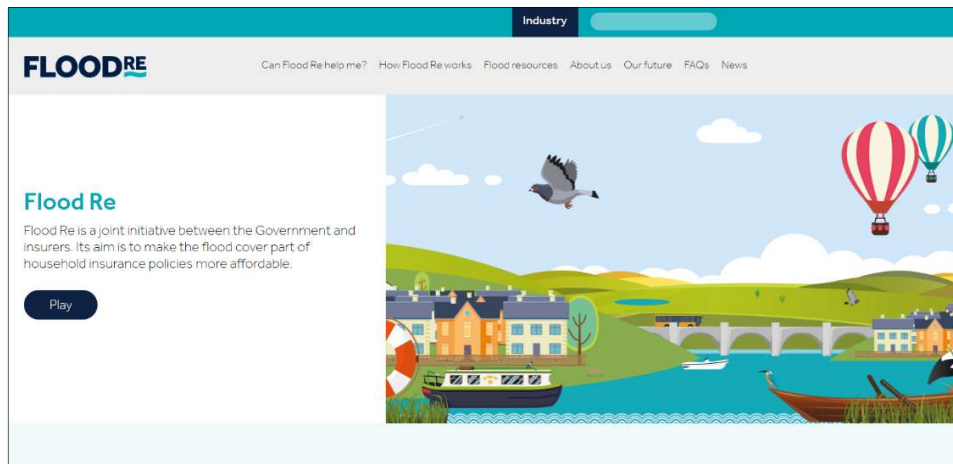 Industry
FLOODRE
Can Flood Re help me? How Flood Re works Flood resources About us Our future FAQs News
Flood Re
Flood Re is a joint initiative between the Government and
insurers. Its aim is to make the flood cover part of
household insurance policies more affordable.
Play